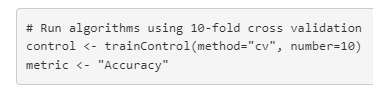 # Run algorithms using 10-fold cross validation
control <- trainControl(method="cv", number=10)
metric <- "Accuracy"